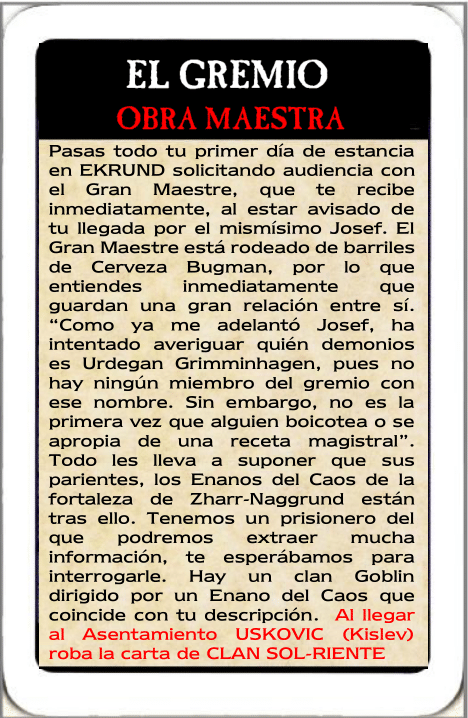 EL GREMIO
OBRA MAESTRA
Pasas todo tu primer día de estancia
en EKRUND solicitando audiencia con
el Gran Maestre, que te recibe
inmediatamente, al estar avisado de
tu llegada por el mismísimo Josef. El
Gran Maestre está rodeado de barriles
de Cerveza Bugman, por lo que
entiendes inmediatamente que
guardan una gran relación entre sí.
“Como ya me adelantó Josef, ha
intentado averiguar quién demonios
es Urdegan Grimminhagen, pues no
hay ningún miembro del gremio con
ese nombre. Sin embargo, no es la
primera vez que alguien boicotea o se
apropia de una receta magistral”.
Todo les lleva a suponer que sus
parientes, los Enanos del Caos de la
fortaleza de Zharr-Naggrund están
tras ello. Tenemos un prisionero del
que podremos extraer mucha
información, te esperábamos para
interrogarle. Hay un clan Goblin
dirigido por un Enano del Caos que
coincide con tu descripción. Al llegar
al Asentamiento USKOVIC (Kislev)
roba la carta de CLAN SOL-RIENTE